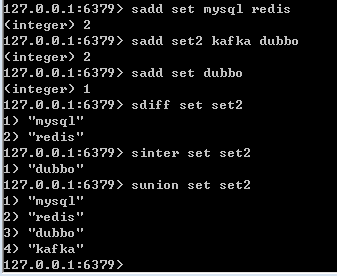 127.0.0.1:6379> sadd set mysql redis
(integer) 2
127.0.0.1:6379> sadd set2 kafka dubbo
(integer) 2
127.0.0.1:6379> sadd set dubbo
(integer) 1
127.0.0.1:6379> sdiff set set2
1) "mysql"
2) "redis"
127.0.0.1:6379> sinter set set2
1) "dubbo"
127.0.0.1:6379> sunion set set2
1) "mysql"
2) "redis"
3) "dubbo"
4) "kafka"
127.0.0.1:6379>